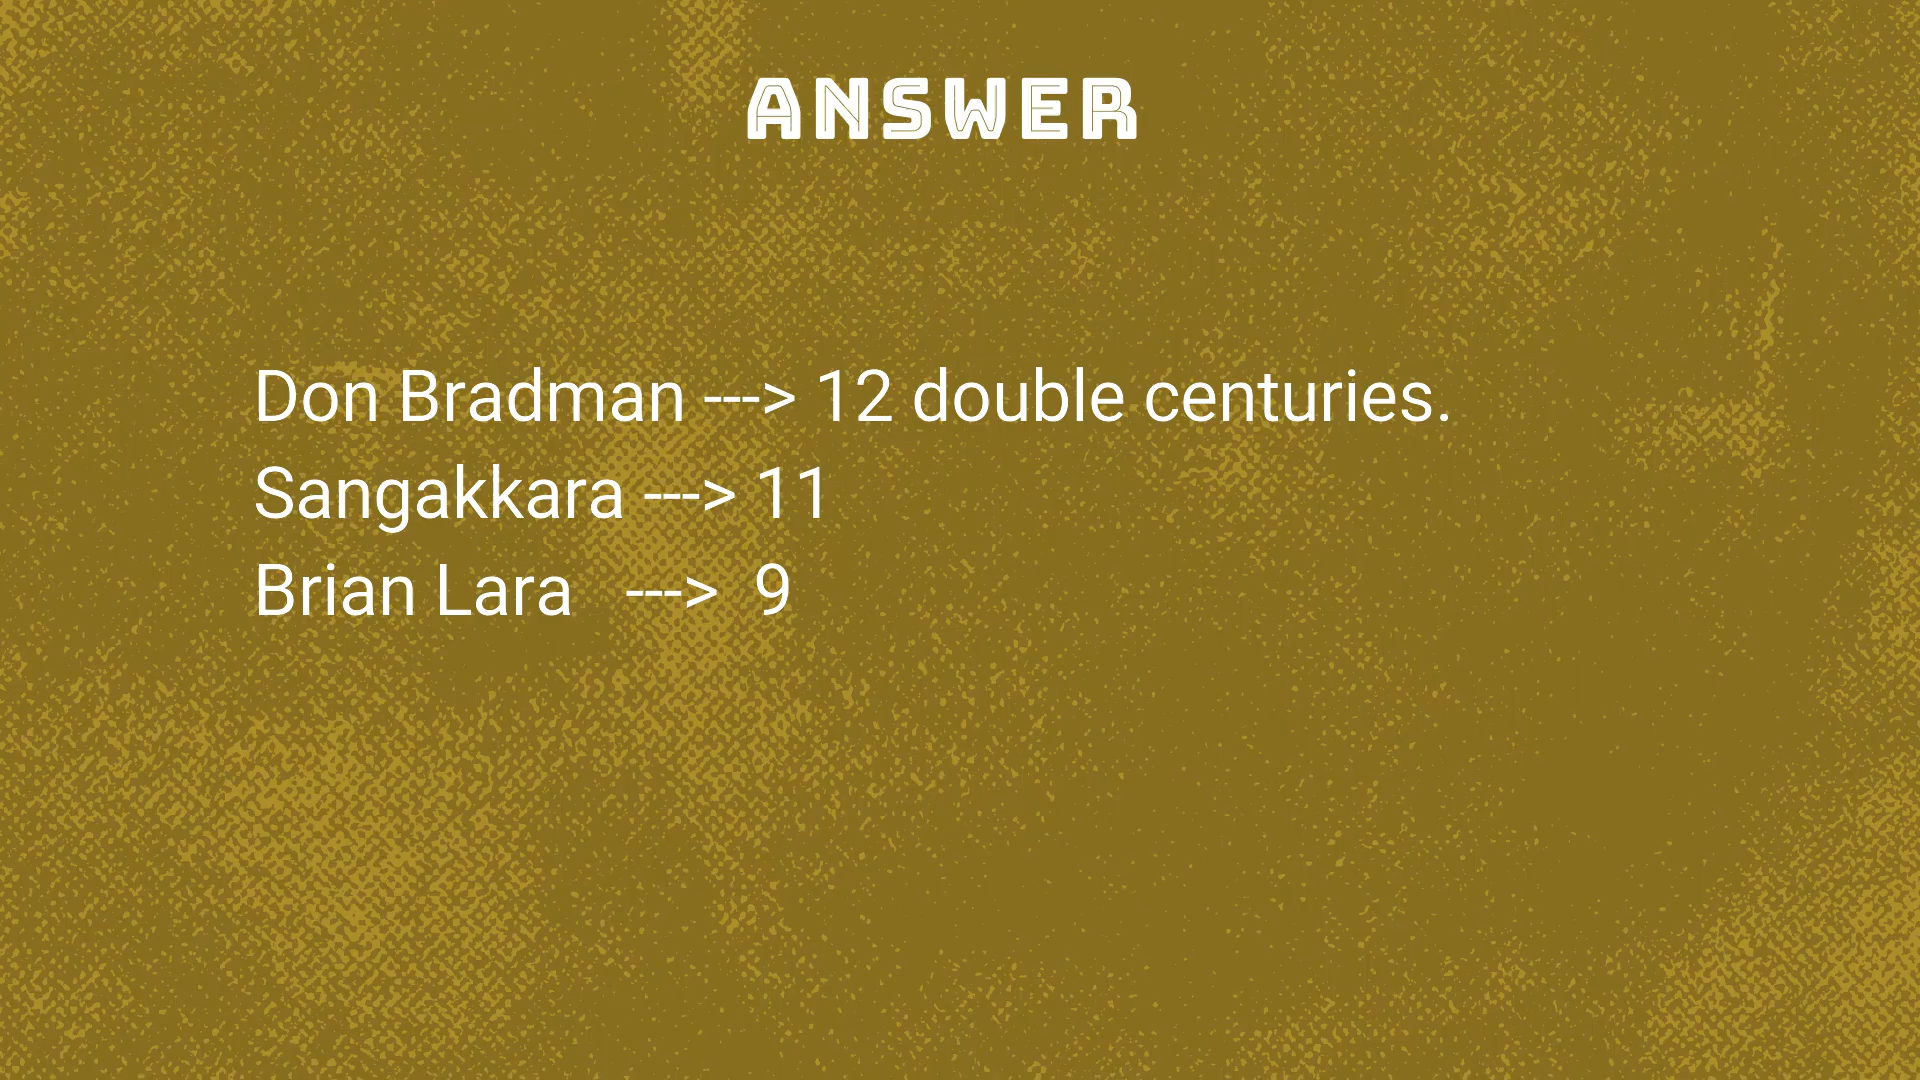 ANSWER
Don Bradman ---> 12 double centuries.
Sangakkara ---> 11
Brian Lara   --->  9